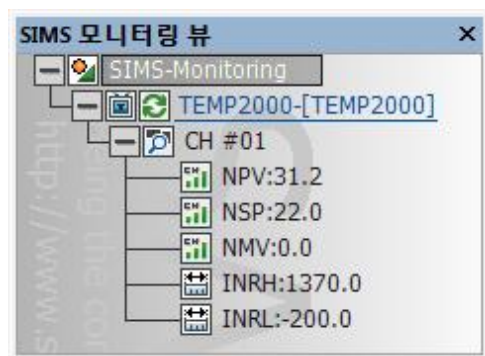 SIMS 모니터링 뷰
SIMS-Monitoring
TEMP2000-[TEMP2000]
CH #01
NPV:31.2
NSP:22.0
NMV:0.0
INRH:1370.0
INRL:-200.0